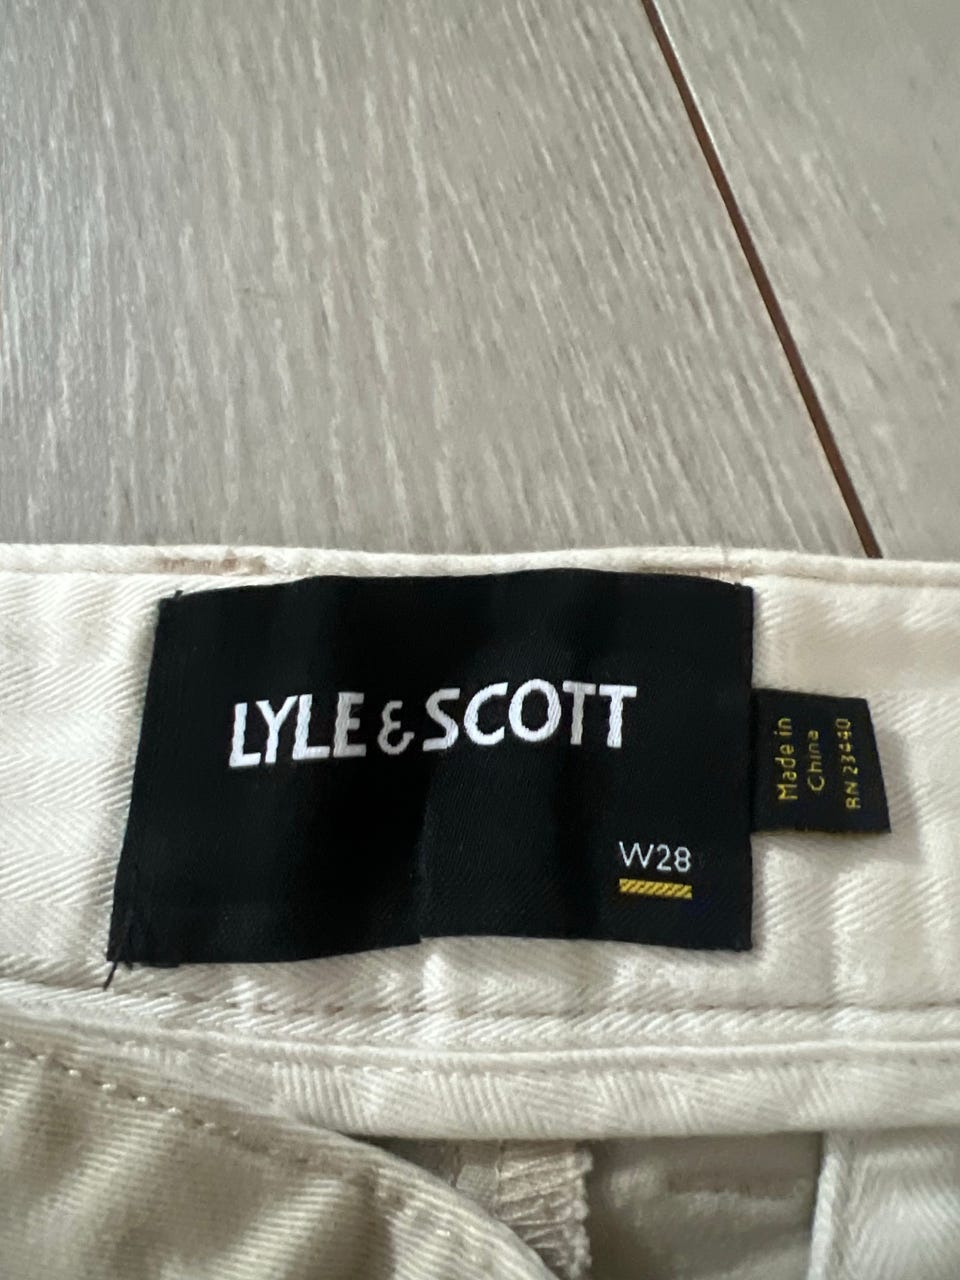 LYLE & SCOTT
W28
Made in
China
RN 23440